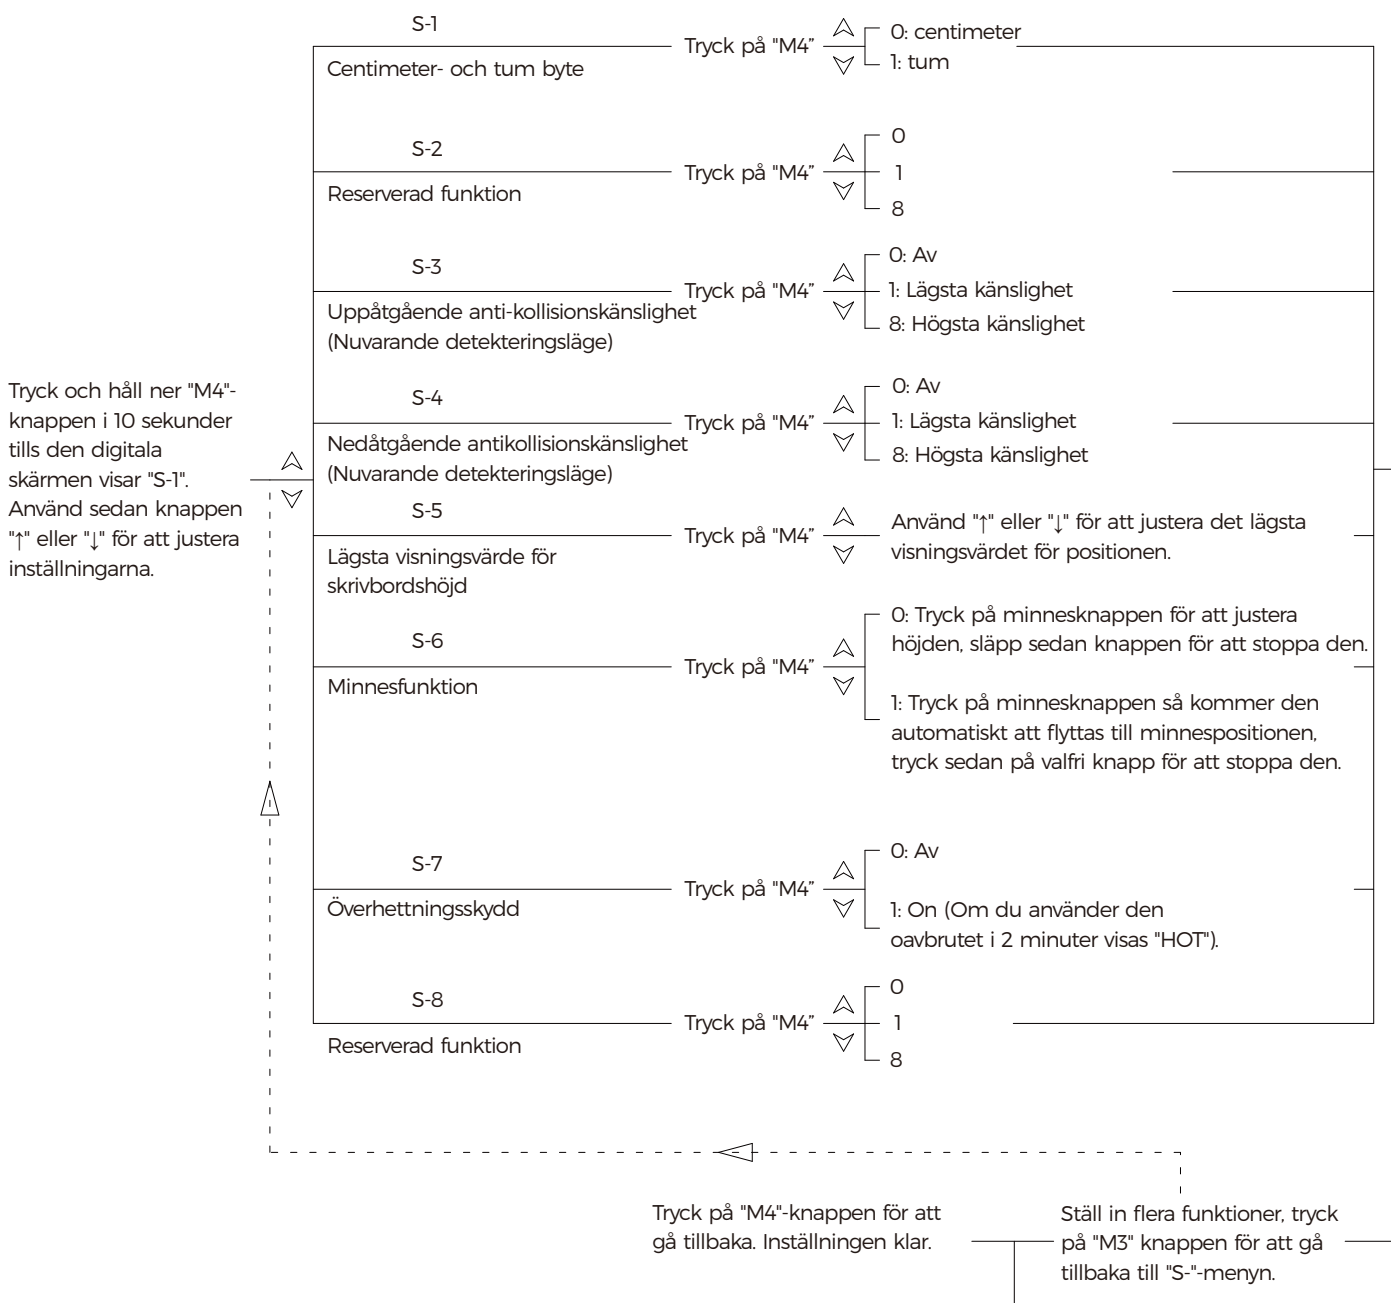 Tryck och håll ner "M4"-
knappen i 10 sekunder
tills den digitala
skärmen visar "S-1".
Använd sedan knappen
"↑" eller "↓" för att justera
inställningarna.
S-1
Centimeter- och tum byte
Tryck på "M4"
0: centimeter
1: tum
S-2
Reserverad funktion
Tryck på "M4"
0
1
8
S-3
Uppåtgående anti-kollisionskänslighet
(Nuvarande detekteringsläge)
Tryck på "M4"
0: Av
1: Lägsta känslighet
8: Högsta känslighet
S-4
Nedåtgående antikollisionskänslighet
(Nuvarande detekteringsläge)
Tryck på "M4"
0: Av
1: Lägsta känslighet
8: Högsta känslighet
S-5
Lägsta visningsvärde för
skrivbordshöjd
Tryck på "M4"
Använd "↑" eller "↓" för att justera det lägsta
visningsvärdet för positionen.
S-6
Minnesfunktion
Tryck på "M4"
0: Tryck på minnesknappen för att justera
höjden, släpp sedan knappen för att stoppa den.
1: Tryck på minnesknappen så kommer den
automatiskt att flyttas till minnespositionen,
tryck sedan på valfri knapp för att stoppa den.
S-7
Överhettningsskydd
Tryck på "M4"
0: Av
1: On (Om du använder den
oavbrutet i 2 minuter visas "HOT").
S-8
Reserverad funktion
Tryck på "M4"
0
1
8
Tryck på "M4"-knappen för att
gå tillbaka. Inställningen klar.
Ställ in flera funktioner, tryck
på "M3" knappen för att gå
tillbaka till "S-"-menyn.